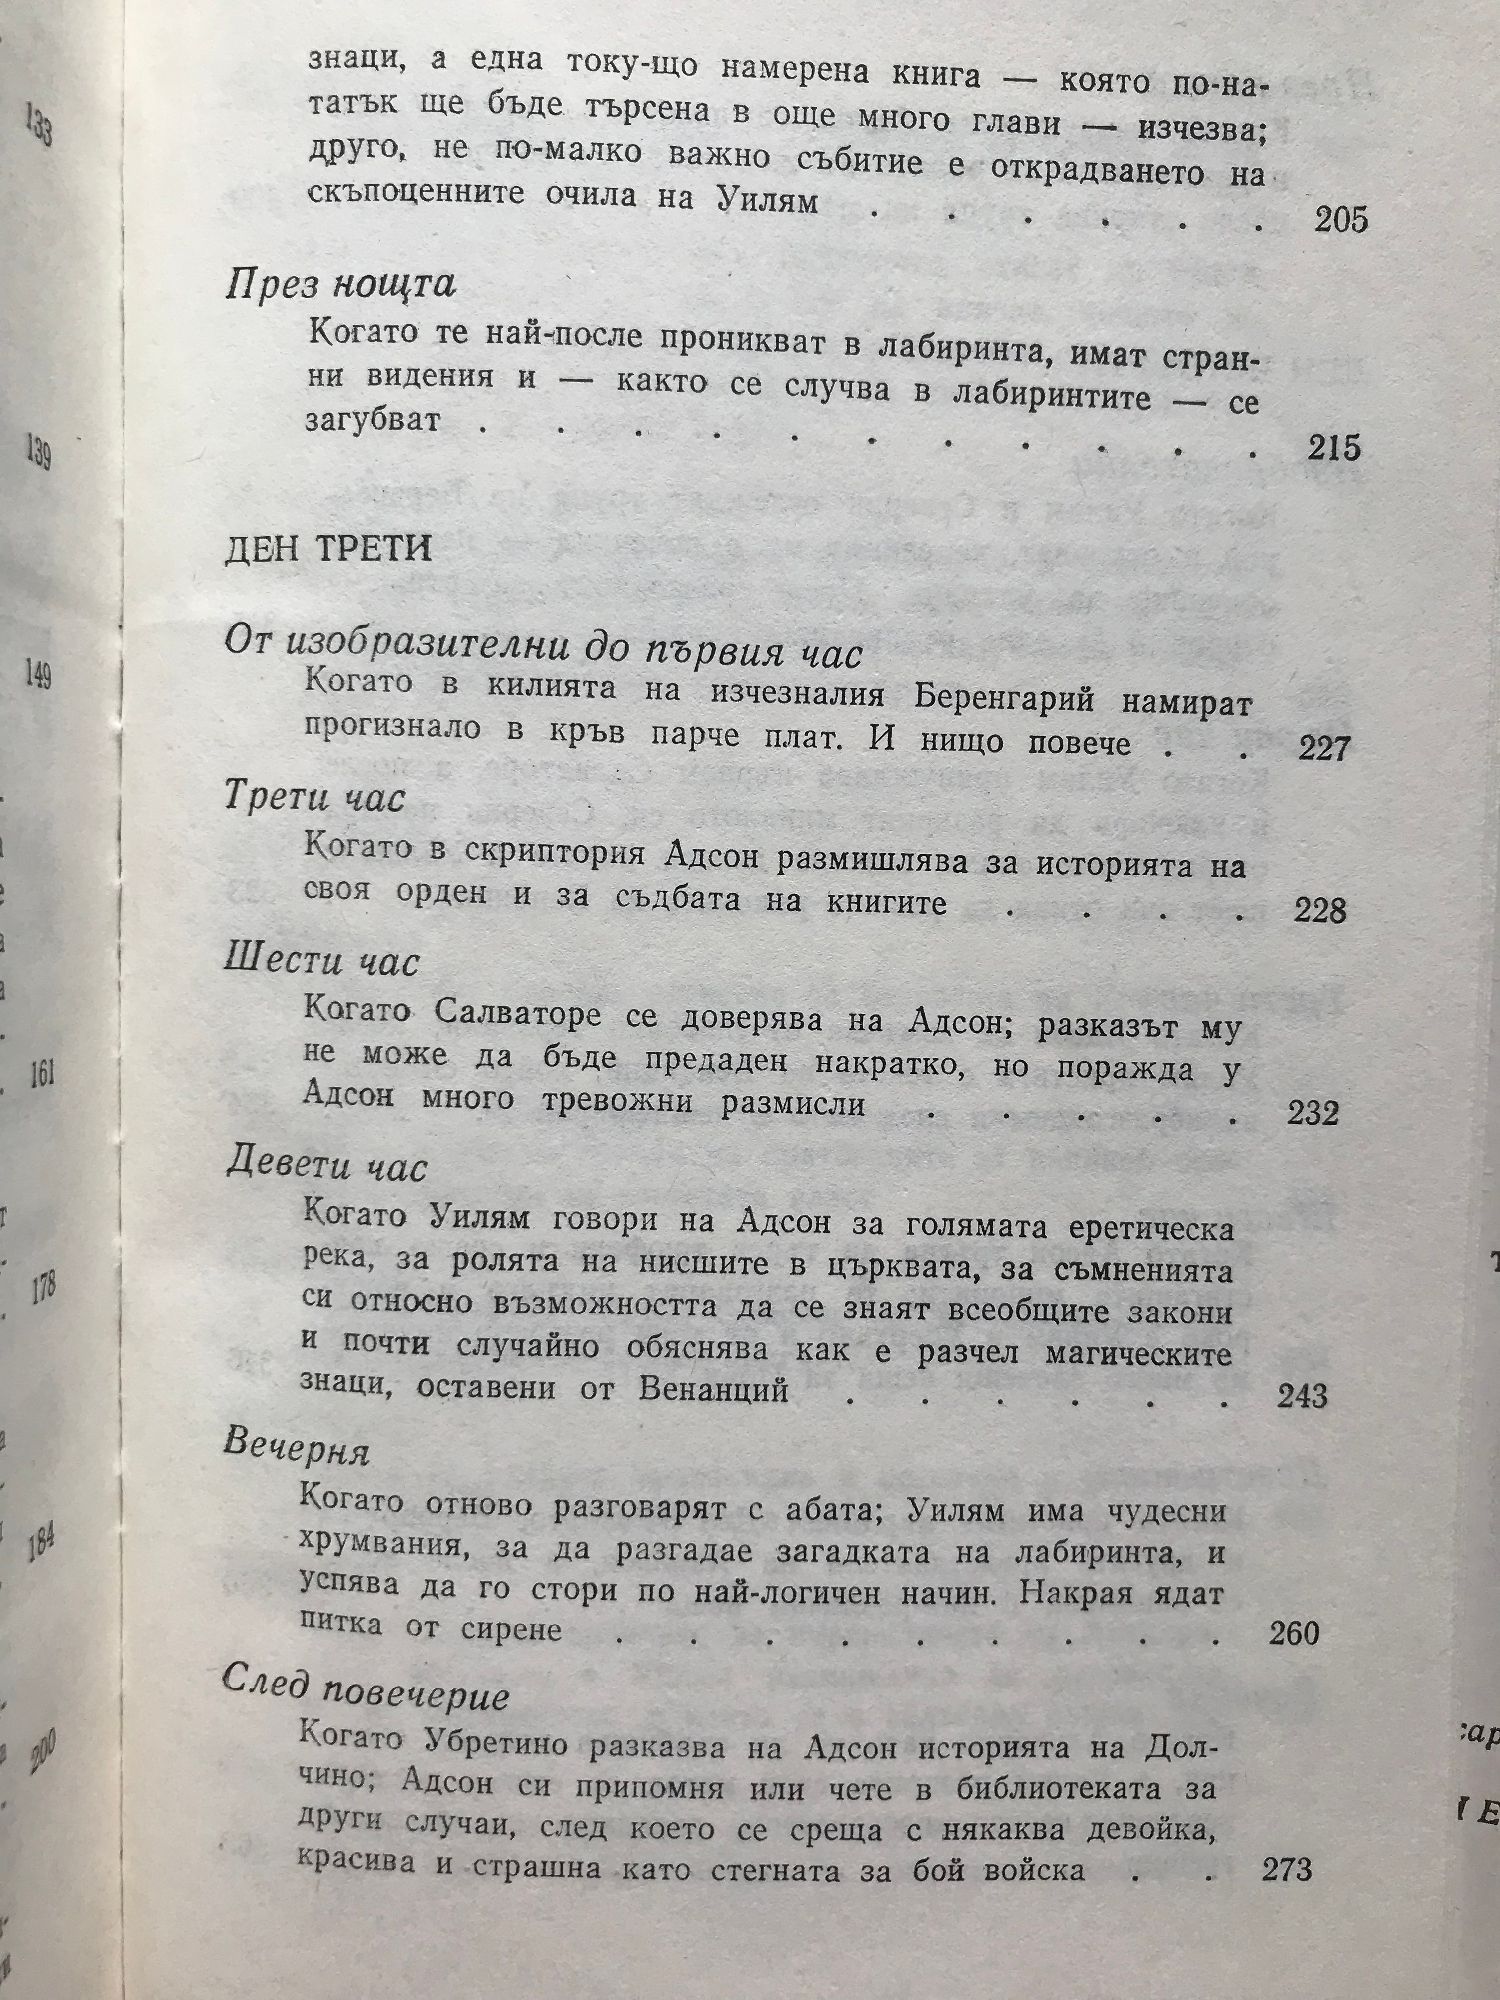 133
139
149
161
178
184
200
знаци, а една току-що намерена книга — която по-на-
татък ще бъде търсена в още много глави — изчезва;
друго, не по-малко важно събитие е открадването на
скъпоценните очила на Уилям . . . . . . 205
През нощта
Когато те най-после проникват в лабиринта, имат стран-
ни видения и — както се случва в лабиринтите — се
загубват . . . . . . . . . . . 215
ДЕН ТРЕТИ
От изобразителни до първия час
Когато в килията на изчезналия Беренгарий намират
прогизнало в кръв парче плат. И нищо повече . . 227
Трети час
Когато в скриптория Адсон размишлява за историята на
своя орден и за съдбата на книгите . . . . 228
Шести час
Когато Салваторе се доверява на Адсон; разказът му
не може да бъде предаден накратко, но поражда у
Адсон много тревожни размисли . . . . . 232
Девети час
Когато Уилям говори на Адсон за голямата еретическа
река, за ролята на нисшите в църквата, за съмненията
си относно възможността да се знаят всеобщите закони
и почти случайно обяснява как е разчел магическите
знаци, оставени от Венанций . . . . . . 243
Вечерня
Когато отново разговарят с абата; Уилям има чудесни
хрумвания, за да разгадае загадката на лабиринта, и
успява да го стори по най-логичен начин. Накрая ядат
питка от сирене . . . . . . . . . 260
След повечерие
Когато Убретино разказва на Адсон историята на Дол-
чино; Адсон си припомня или чете в библиотеката за
други случаи, след което се среща с някаква девойка,
красива и страшна като стегната за бой войска . . 273